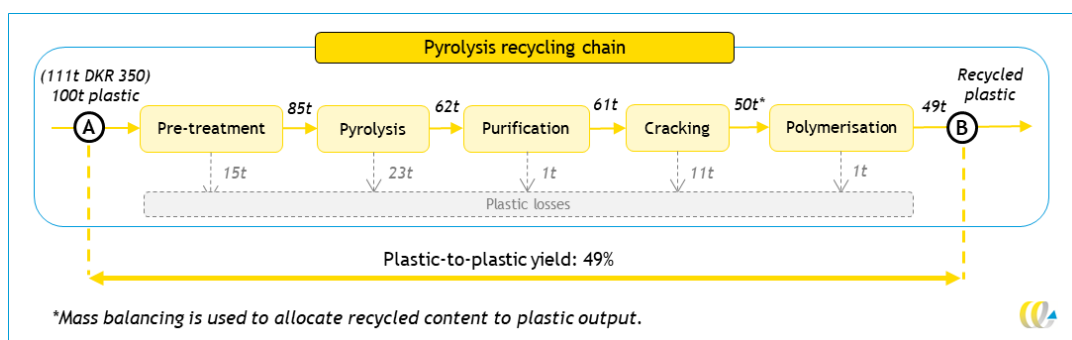 Pyrolysis recycling chain
(111t DKR 350)
100t plastic
Recycled
plastic
A
Pre-treatment
85t
Pyrolysis
62t
Purification
61t
Cracking
50t*
Polymerisation
49t
B
15t
23t
1t
11t
1t
Plastic losses
Plastic-to-plastic yield: 49%
*Mass balancing is used to allocate recycled content to plastic output.